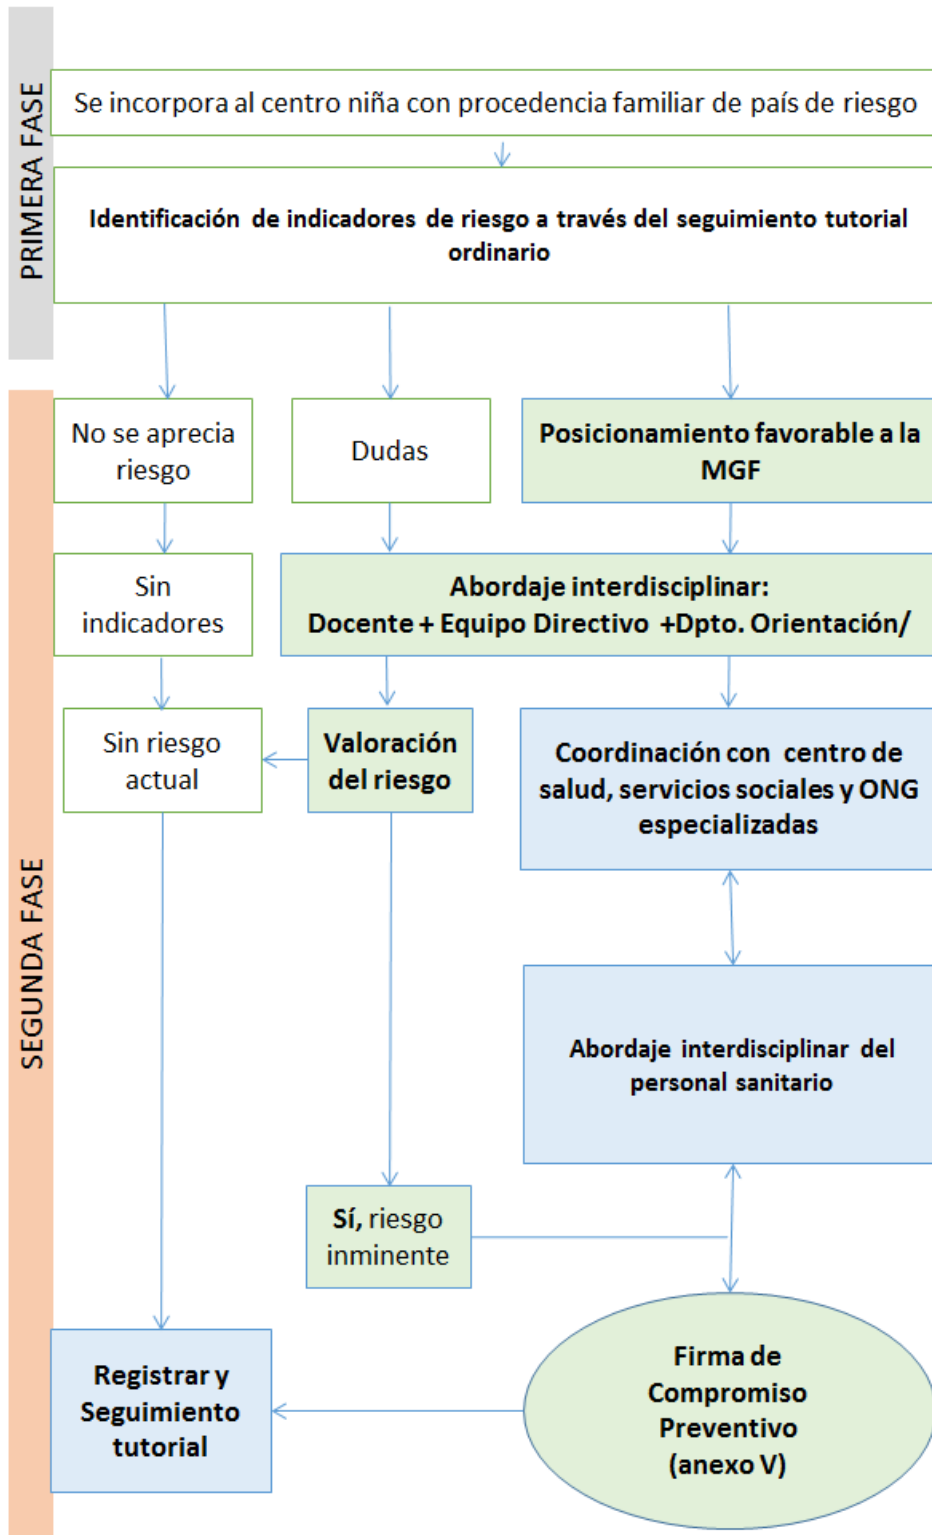 PRIMERA FASE
Se incorpora al centro niña con procedencia familiar de país de riesgo
Identificación de indicadores de riesgo a través del seguimiento tutorial
ordinario
SEGUNDA FASE
No se aprecia
riesgo
Dudas
Posicionamiento favorable a la
MGF
Sin
indicadores
Abordaje interdisciplinar:
Docente + Equipo Directivo +Dpto. Orientación/
Sin riesgo
actual
Valoración
del riesgo
Coordinación con centro de
salud, servicios sociales y ONG
especializadas
Abordaje interdisciplinar del
personal sanitario
Sí, riesgo
inminente
Registrar y
Seguimiento
tutorial
Firma de
Compromiso
Preventivo
(anexo V)